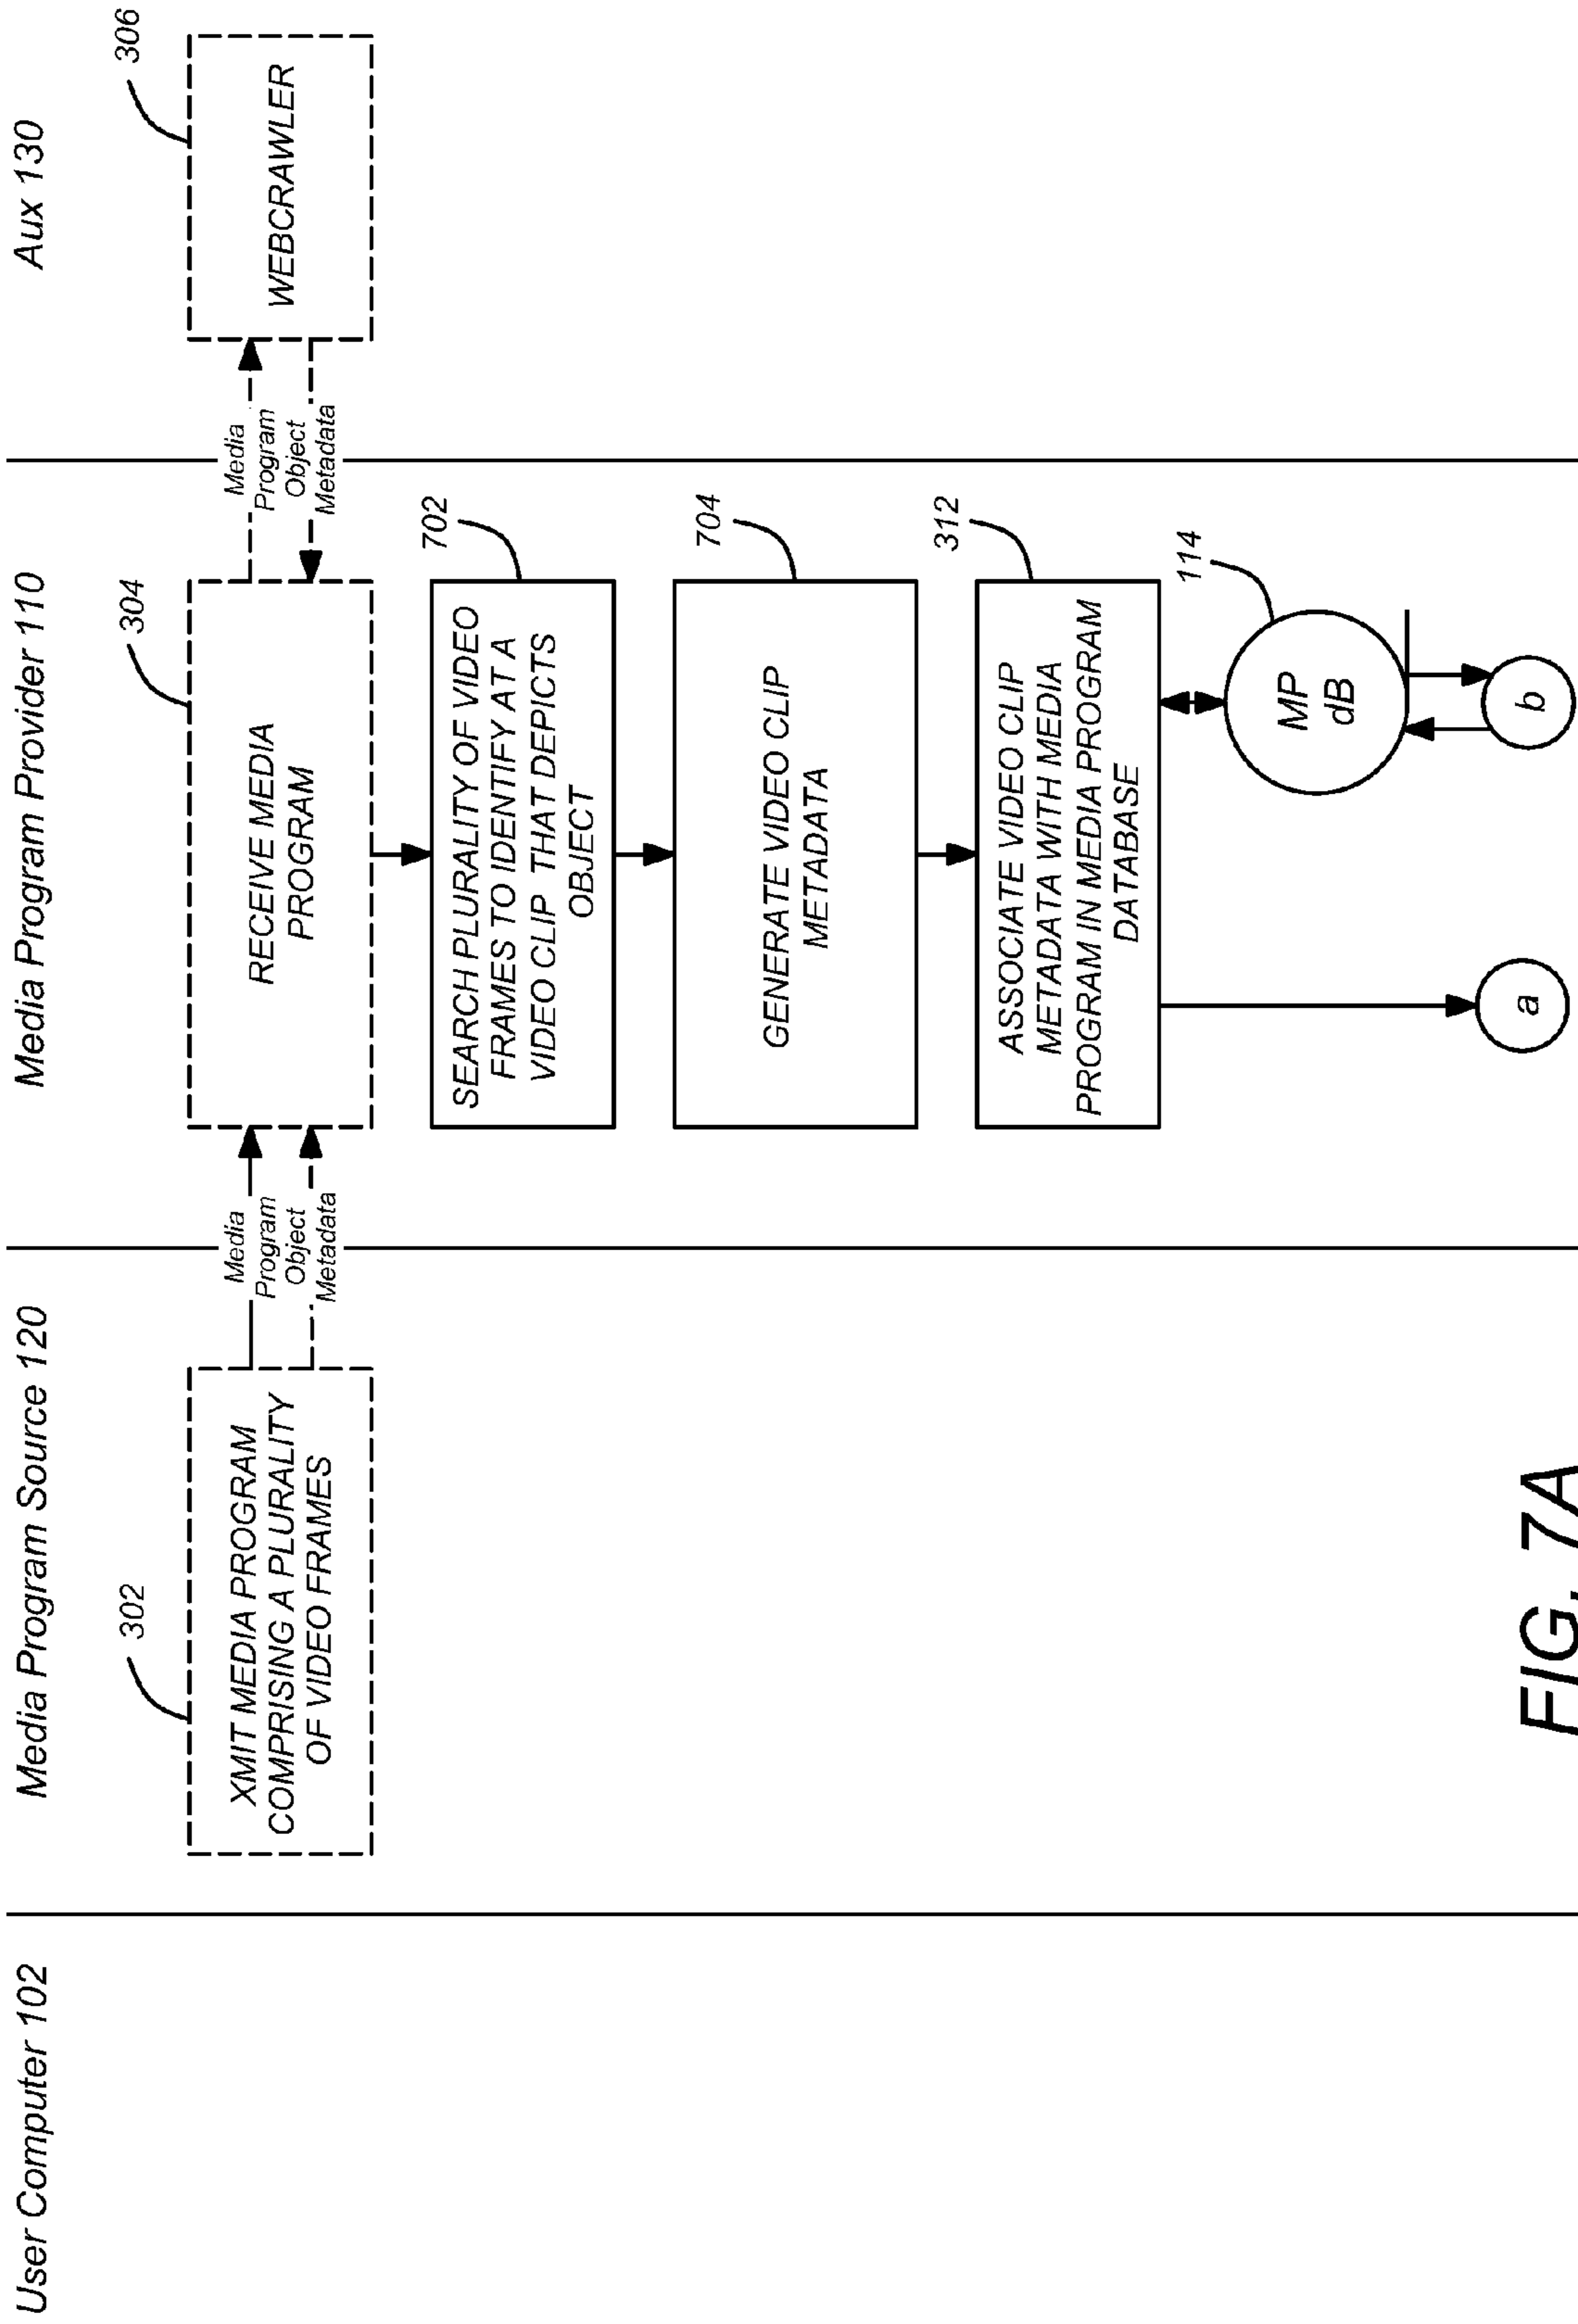 User Computer 102
Media Program Source 120
Media Program Provider 110
Aux 130
302
XMIT MEDIA PROGRAM
COMPRISING A PLURALITY
OF VIDEO FRAMES
Media
Program
Object
Metadata
304
RECEIVE MEDIA
PROGRAM
Media
Program
Object
Metadata
306
WEBCRAWLER
702
SEARCH PLURALITY OF VIDEO
FRAMES TO IDENTIFY AT A
VIDEO CLIP THAT DEPICTS
OBJECT
704
GENERATE VIDEO CLIP
METADATA
312
ASSOCIATE VIDEO CLIP
METADATA WITH MEDIA
PROGRAM IN MEDIA PROGRAM
DATABASE
114
MP
dB
a
b
FIG. 7A